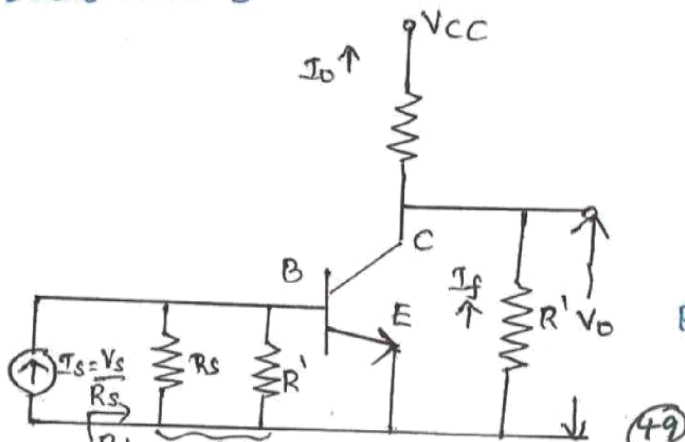 VCC
Io ↑
C
B
If
↑
E
R' Vo
Is = Vs
Rs
Rs
R'
49